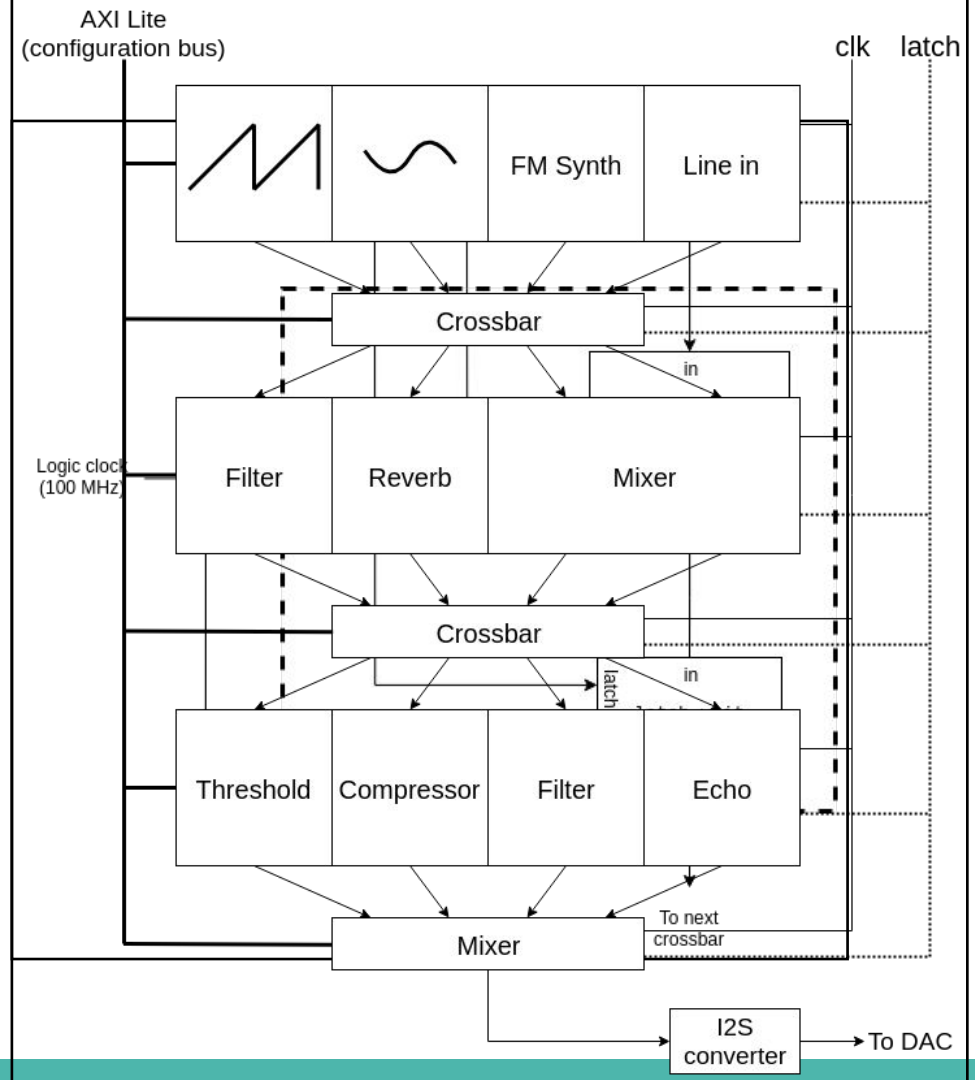 AXI Lite
(configuration bus)
clk
latch
FM Synth
Line in
Crossbar
in
Logic clock
(100 MHz)
Filter
Reverb
Mixer
Crossbar
in
latch
Threshold
Compressor
Filter
Echo
To next
crossbar
Mixer
I2S
converter
To DAC